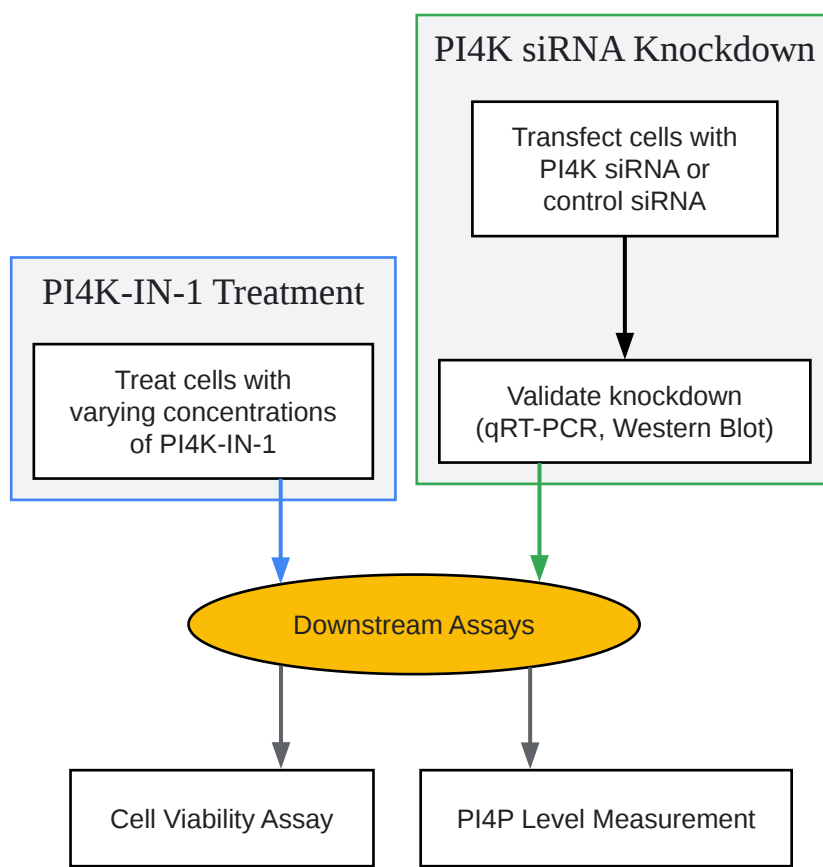 PI4K siRNA Knockdown
Transfect cells with
PI4K siRNA or
control siRNA
PI4K-IN-1 Treatment
Treat cells with
varying concentrations
of PI4K-IN-1
Validate knockdown
(qRT-PCR, Western Blot)
Downstream Assays
Cell Viability Assay
PI4P Level Measurement